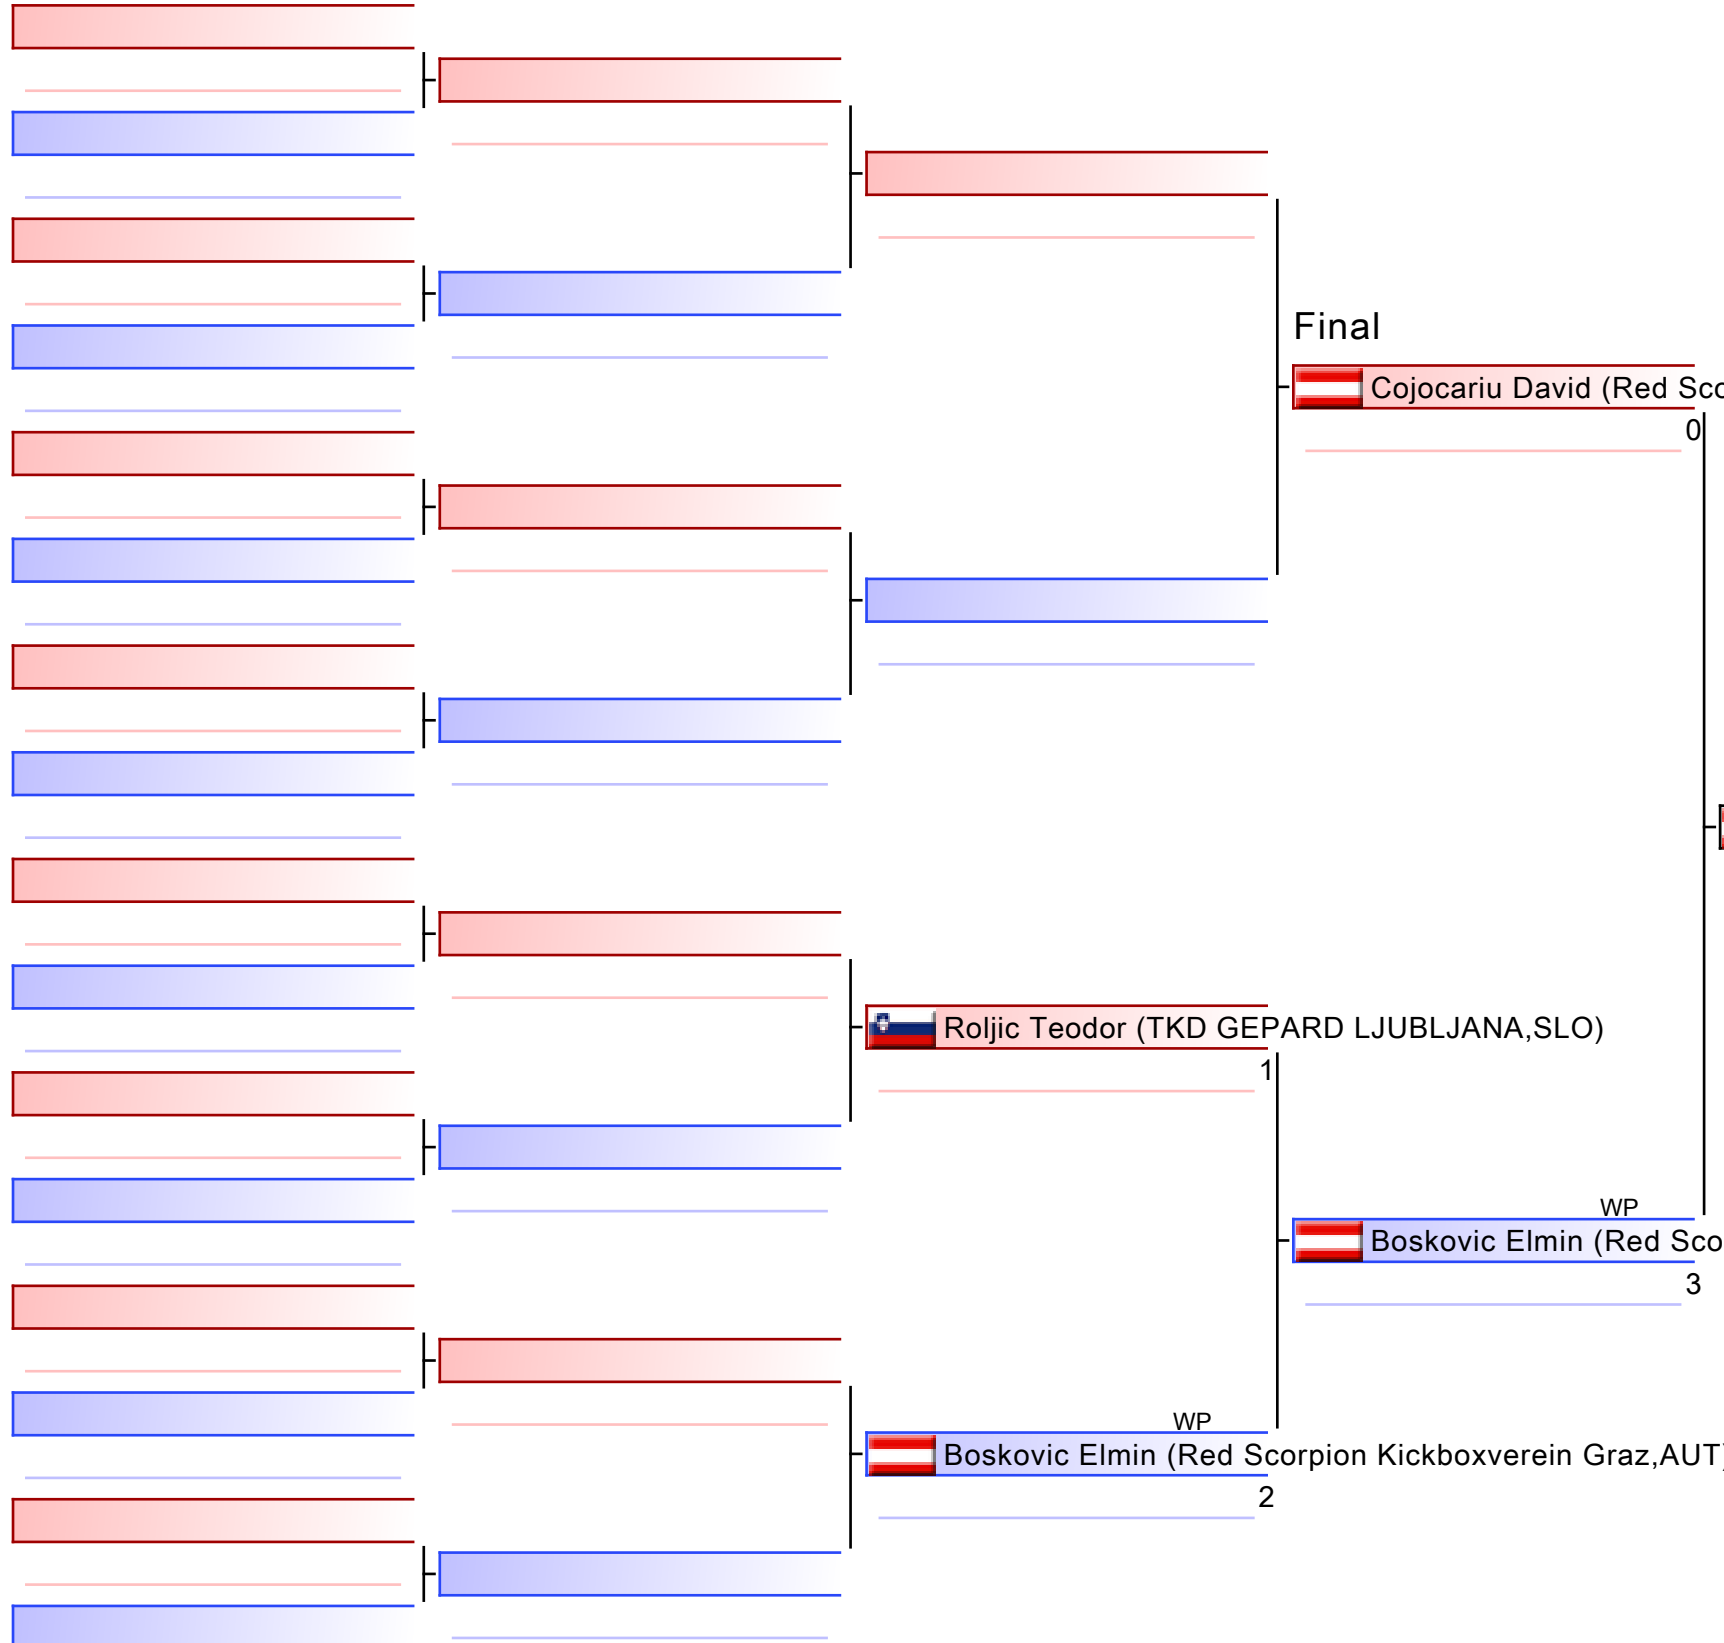 Final
Cojocariu David (Red Sco
0
Roljic Teodor (TKD GEPARD LJUBLJANA,SLO)
1
WP
Boskovic Elmin (Red Sco
3
WP
Boskovic Elmin (Red Scorpion Kickboxverein Graz,AUT)
2